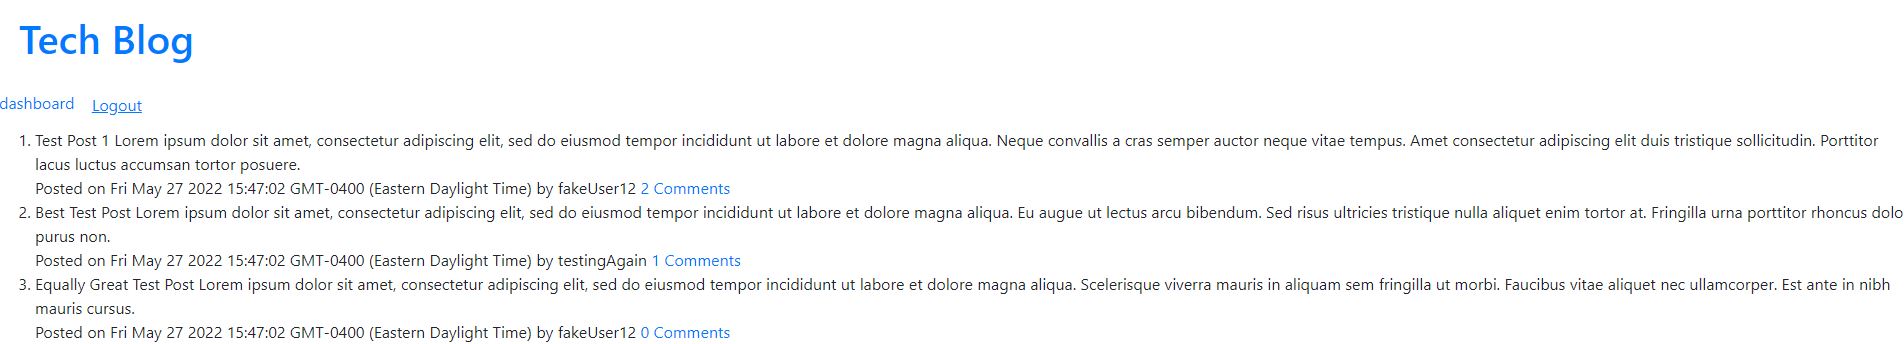 Tech Blog
dashboard Logout
1. Test Post 1 Lorem ipsum dolor sit amet, consectetur adipiscing elit, sed do eiusmod tempor incididunt ut labore et dolore magna aliqua. Neque convallis a cras semper auctor neque vitae tempus. Amet consectetur adipiscing elit duis tristique sollicitudin. Porttitor
lacus luctus accumsan tortor posuere.
Posted on Fri May 27 2022 15:47:02 GMT-0400 (Eastern Daylight Time) by fakeUser12 2 Comments
2. Best Test Post Lorem ipsum dolor sit amet, consectetur adipiscing elit, sed do eiusmod tempor incididunt ut labore et dolore magna aliqua. Eu augue ut lectus arcu bibendum. Sed risus ultricies tristique nulla aliquet enim tortor at. Fringilla urna porttitor rhoncus dolo
purus non.
Posted on Fri May 27 2022 15:47:02 GMT-0400 (Eastern Daylight Time) by testingAgain 1 Comments
3. Equally Great Test Post Lorem ipsum dolor sit amet, consectetur adipiscing elit, sed do eiusmod tempor incididunt ut labore et dolore magna aliqua. Scelerisque viverra mauris in aliquam sem fringilla ut morbi. Faucibus vitae aliquet nec ullamcorper. Est ante in nibh
mauris cursus.
Posted on Fri May 27 2022 15:47:02 GMT-0400 (Eastern Daylight Time) by fakeUser12 0 Comments